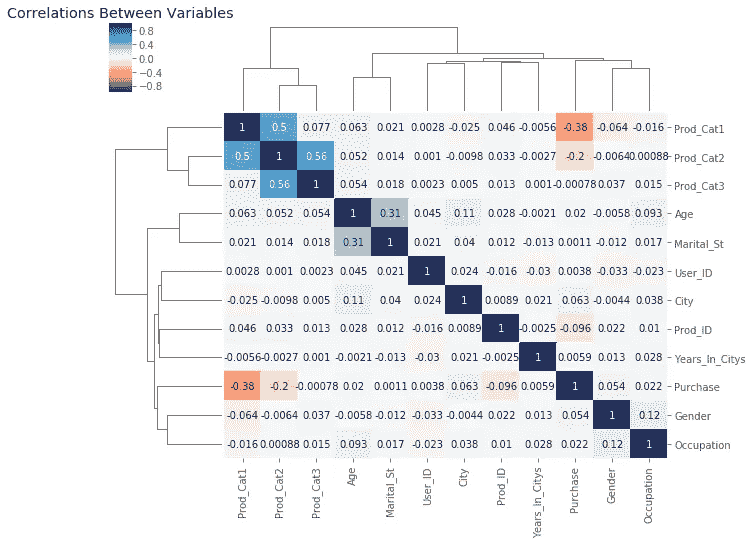 Correlations Between Variables
0.8
0.4
0.0
−0.4
−0.8
1 0.5 0.077 0.063 0.021 0.0028 -0.025 0.046 -0.0056 -0.38 -0.064 -0.016 Prod_Cat1
0.5 1 0.56 0.052 0.014 0.001 -0.0098 0.033 -0.0027 -0.2 -0.0064 0.00088 Prod_Cat2
0.077 0.56 1 0.054 0.018 0.0023 0.005 0.013 0.001 -0.00078 0.037 0.015 Prod_Cat3
0.063 0.052 0.054 1 0.31 0.045 0.11 0.028 -0.0021 0.02 -0.0058 0.093 Age
0.021 0.014 0.018 0.31 1 0.021 0.04 0.012 -0.013 0.0011 -0.012 0.017 Marital_St
0.0028 0.001 0.0023 0.045 0.021 1 0.024 -0.016 -0.03 0.0038 -0.033 -0.023 User_ID
-0.025 -0.0098 0.005 0.11 0.04 0.024 1 0.0089 0.021 0.063 -0.0044 0.038 City
0.046 0.033 0.013 0.028 0.012 -0.016 0.0089 1 -0.0025 -0.096 0.022 0.01 Prod_iD
-0.0056 -0.0027 0.001 -0.0021 -0.013 -0.03 0.021 -0.0025 1 0.0059 0.013 0.028 Years_In_Citys
-0.38 -0.2 -0.00078 0.02 0.0011 0.0038 0.063 -0.096 0.0059 1 0.054 0.022 Purchase
-0.064 -0.0064 0.037 -0.0058 -0.012 -0.033 -0.0044 0.022 0.013 0.054 1 0.12 Gender
-0.016 0.00088 0.015 0.093 0.017 -0.023 0.038 0.01 0.028 0.022 0.12 1 Occupation
Prod_Cat1
Prod_Cat2
Prod_Cat3
Age
Marital_St
User_ID
City
Prod_iD
Years_In_Citys
Purchase
Gender
Occupation